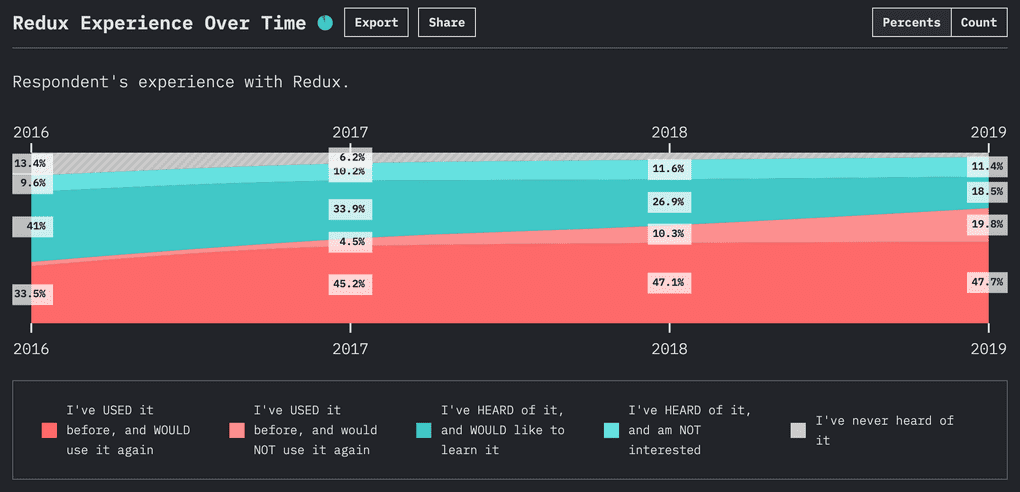 Redux Experience Over Time
Export
Share
Percents
Count
Respondent's experience with Redux.
2016 2017 2018 2019
13.4% 9.6% 41% 33.5%
6.2% 10.2% 33.9% 4.5% 45.2%
11.6% 26.9% 10.3% 47.1%
11.4% 18.5% 19.8% 47.7%
2016 2017 2018 2019
I've USED it
before, and WOULD
use it again
I've USED it
before, and would
NOT use it again
I've HEARD of it,
and WOULD like to
learn it
I've HEARD of it,
and am NOT
interested
I've never heard of
it